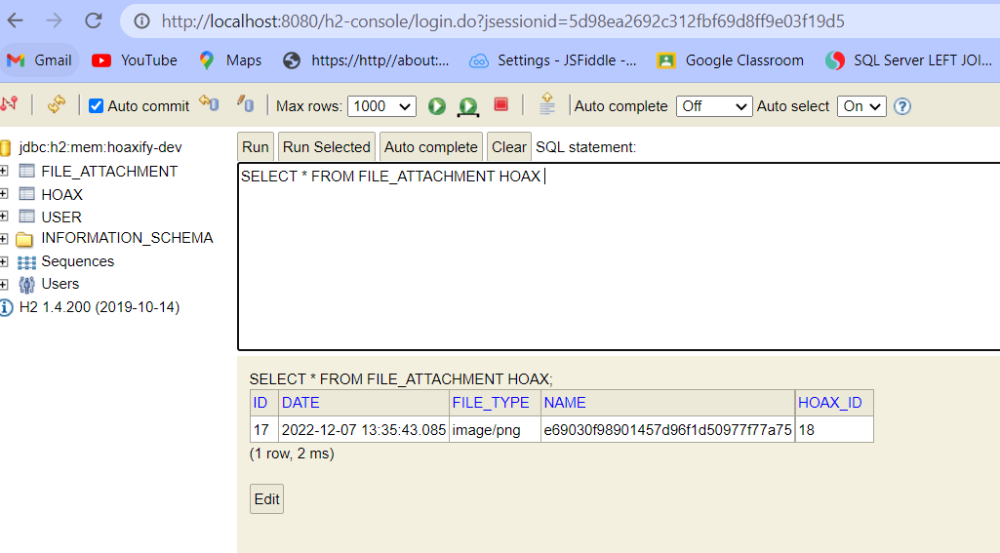 http://localhost:8080/h2-console/login.do?jsessionid=5d98ea2692c312fbf69d8ff9e03f19d5
Gmail YouTube Maps https://http//about:... Settings - JSFiddle -... Google Classroom SQL Server LEFT JOI...
Auto commit Max rows: 1000 Auto complete Off Auto select On
jdbc:h2:mem:hoaxify-dev
FILE_ATTACHMENT
HOAX
USER
INFORMATION_SCHEMA
Sequences
Users
H2 1.4.200 (2019-10-14)
Run Run Selected Auto complete Clear SQL statement:
SELECT * FROM FILE_ATTACHMENT HOAX
SELECT * FROM FILE_ATTACHMENT HOAX;
ID DATE FILE_TYPE NAME HOAX_ID
17 2022-12-07 13:35:43.085 image/png e69030f98901457d96f1d50977f77a75 18
(1 row, 2 ms)
Edit